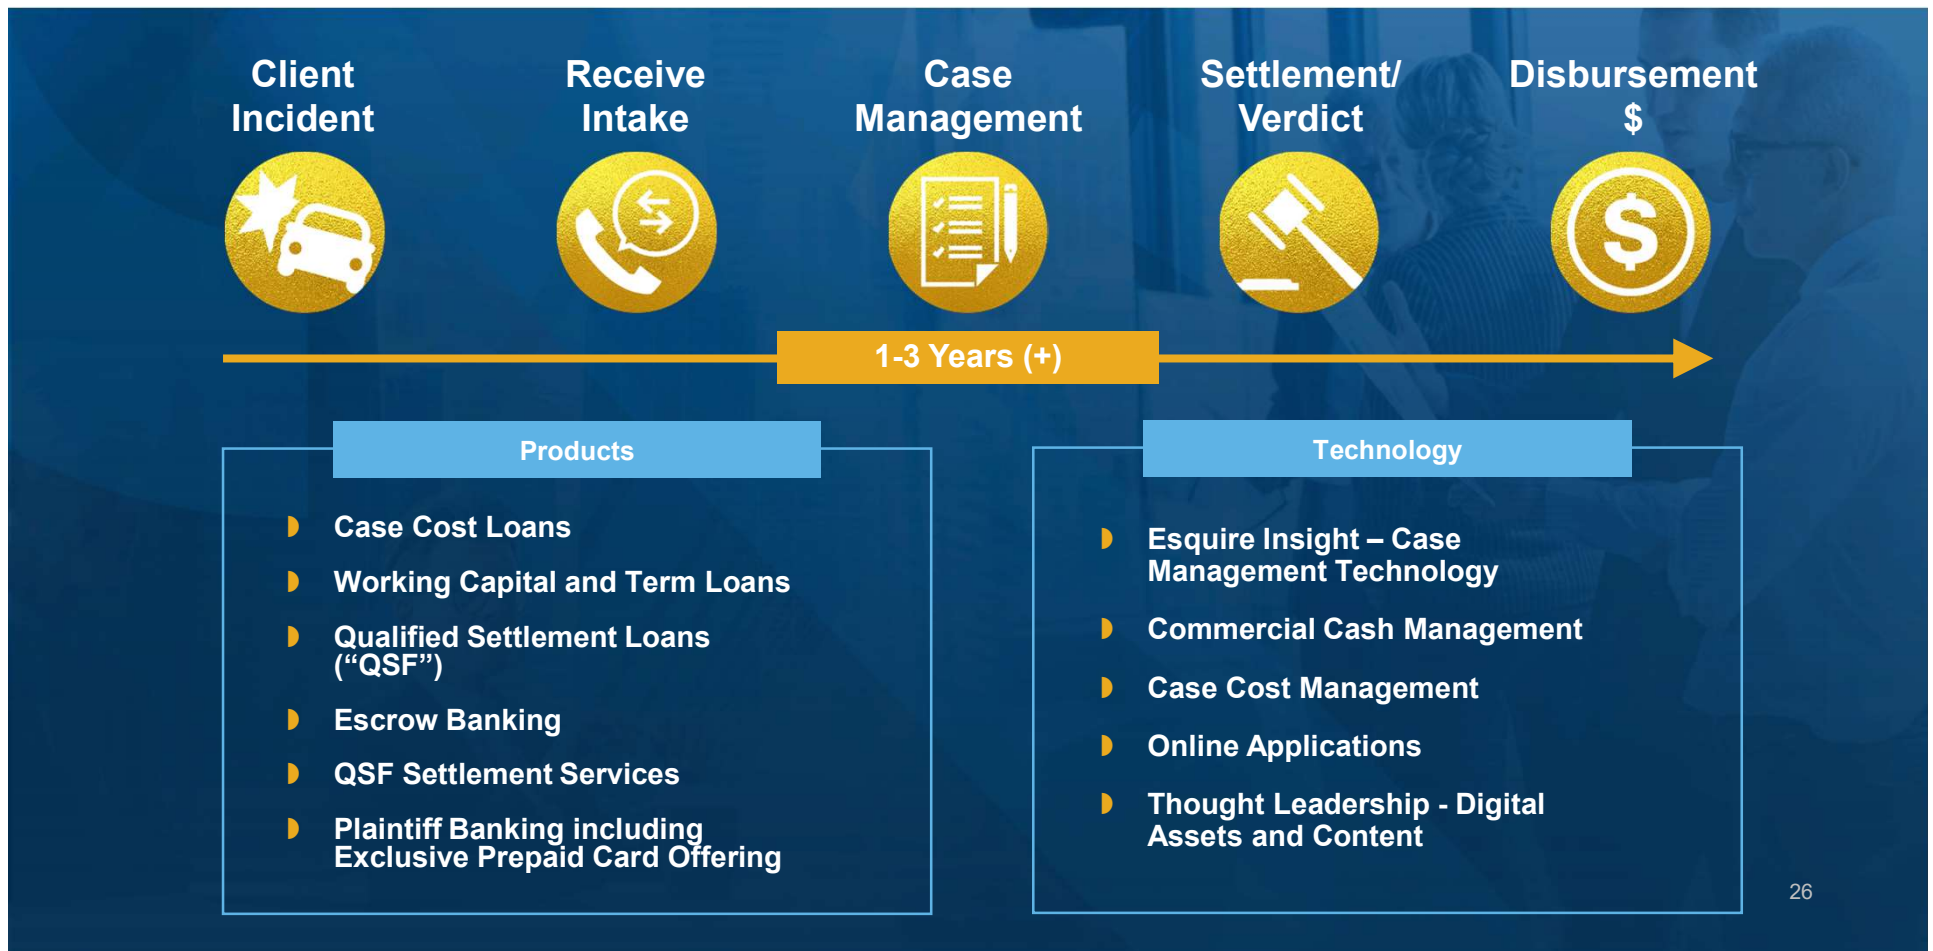 Client
Incident
Receive
Intake
Case
Management
Settlement/
Verdict
Disbursement
$
$
1-3 Years (+)
Products
Case Cost Loans
Working Capital and Term Loans
Qualified Settlement Loans
(“QSF”)
Escrow Banking
QSF Settlement Services
Plaintiff Banking including
Exclusive Prepaid Card Offering
Technology
Esquire Insight – Case
Management Technology
Commercial Cash Management
Case Cost Management
Online Applications
Thought Leadership - Digital
Assets and Content
26